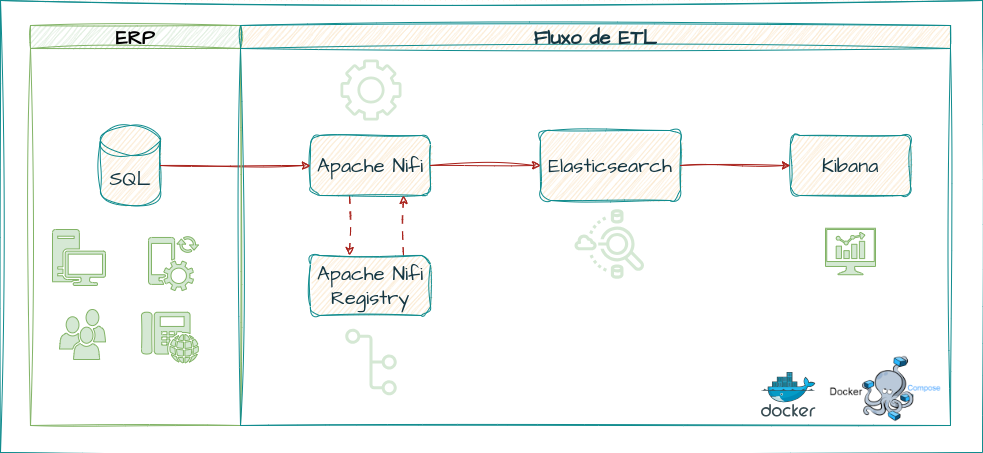 ERP
Fluxo de ETL
SQL
Apache Nifi
Elasticsearch
Kibana
Apache Nifi
Registry
docker
Docker
Compose